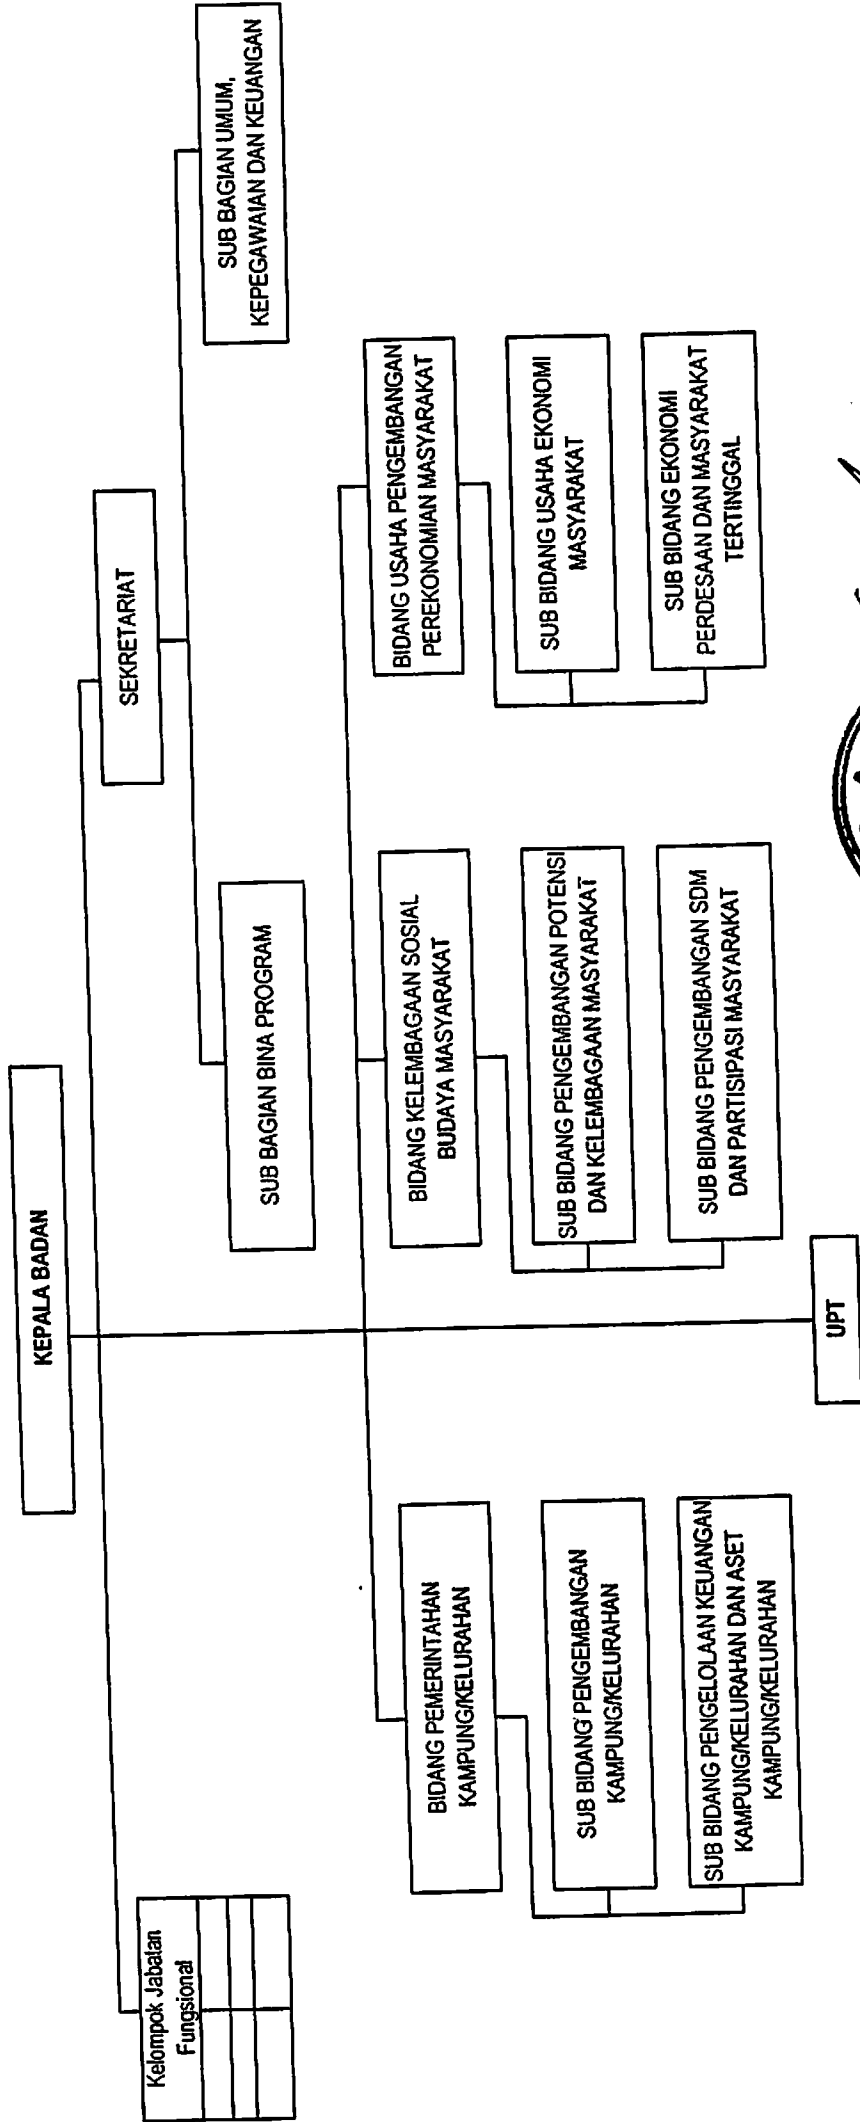 KEPALA BADAN
Kelompok Jabatan
Fungsional
SEKRETARIAT
SUB BAGIAN BINA PROGRAM
SUB BAGIAN UMUM,
KEPEGAWAIAN DAN KEUANGAN
BIDANG PEMERINTAHAN
KAMPUNG/KELURAHAN
SUB BIDANG PENGEMBANGAN
KAMPUNG/KELURAHAN
SUB BIDANG PENGELOLAAN KEUANGAN
KAMPUNG/KELURAHAN DAN ASET
KAMPUNG/KELURAHAN
BIDANG KELEMBAGAAN SOSIAL
BUDAYA MASYARAKAT
SUB BIDANG PENGEMBANGAN POTENSI
DAN KELEMBAGAAN MASYARAKAT
SUB BIDANG PENGEMBANGAN SDM
DAN PARTISIPASI MASYARAKAT
BIDANG USAHA PENGEMBANGAN
PEREKONOMIAN MASYARAKAT
SUB BIDANG USAHA EKONOMI
MASYARAKAT
SUB BIDANG EKONOMI
PERDESAAN DAN MASYARAKAT
TERTINGGAL
UPT